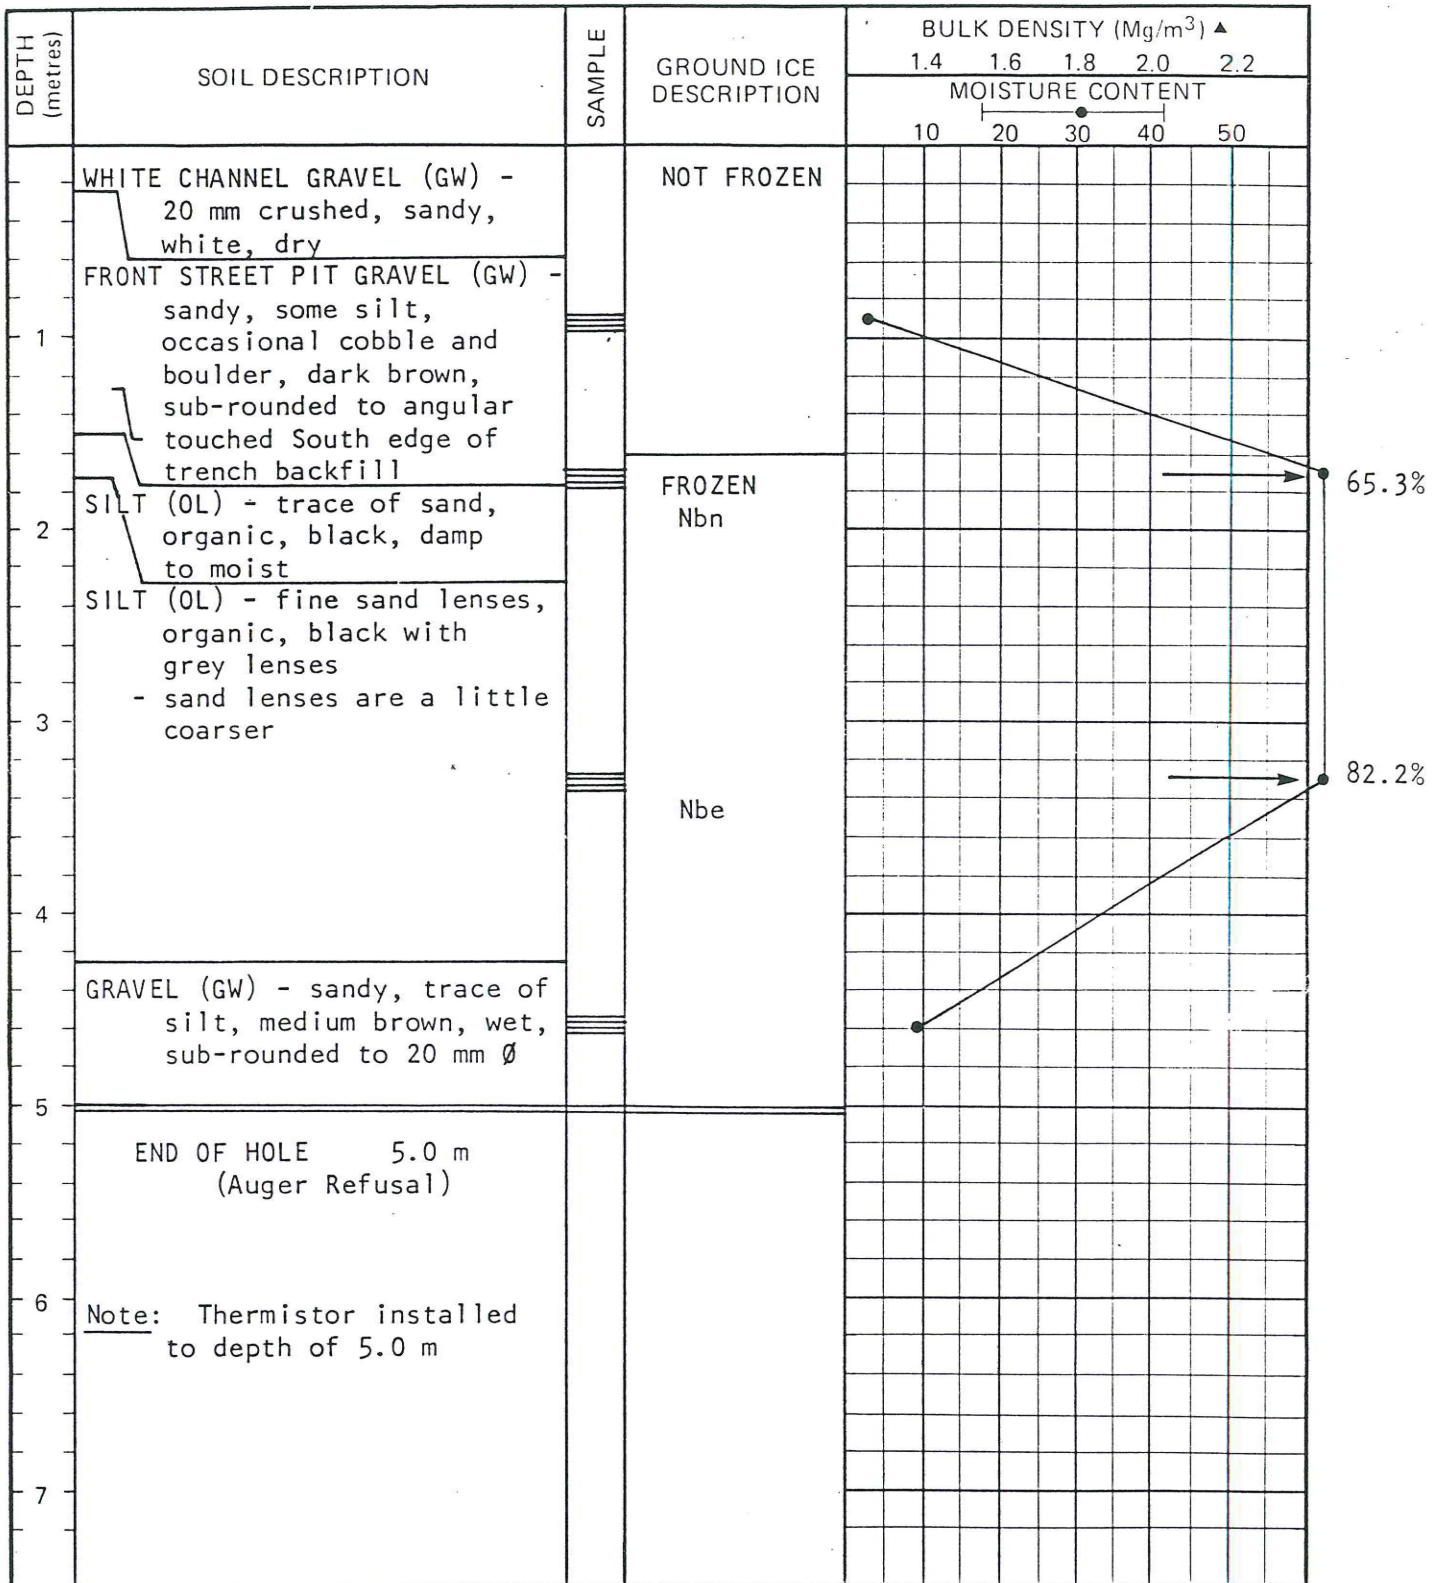 DEPTH
(metres)
SOIL DESCRIPTION
SAMPLE
GROUND ICE
DESCRIPTION
BULK DENSITY (Mg/m³) ▲
1.4 1.6 1.8 2.0 2.2
MOISTURE CONTENT
10 20 30 40 50
WHITE CHANNEL GRAVEL (GW) -
20 mm crushed, sandy,
white, dry
FRONT STREET PIT GRAVEL (GW) -
sandy, some silt,
occasional cobble and
boulder, dark brown,
sub-rounded to angular
touched South edge of
trench backfill
SILT (OL) - trace of sand,
organic, black, damp
to moist
SILT (OL) - fine sand lenses,
organic, black with
grey lenses
- sand lenses are a little
coarser
GRAVEL (GW) - sandy, trace of
silt, medium brown, wet,
sub-rounded to 20 mm Ø
END OF HOLE 5.0 m
(Auger Refusal)
Note: Thermistor installed
to depth of 5.0 m
NOT FROZEN
FROZEN
Nbn
Nbe
65.3%
82.2%
1
2
3
4
5
6
7